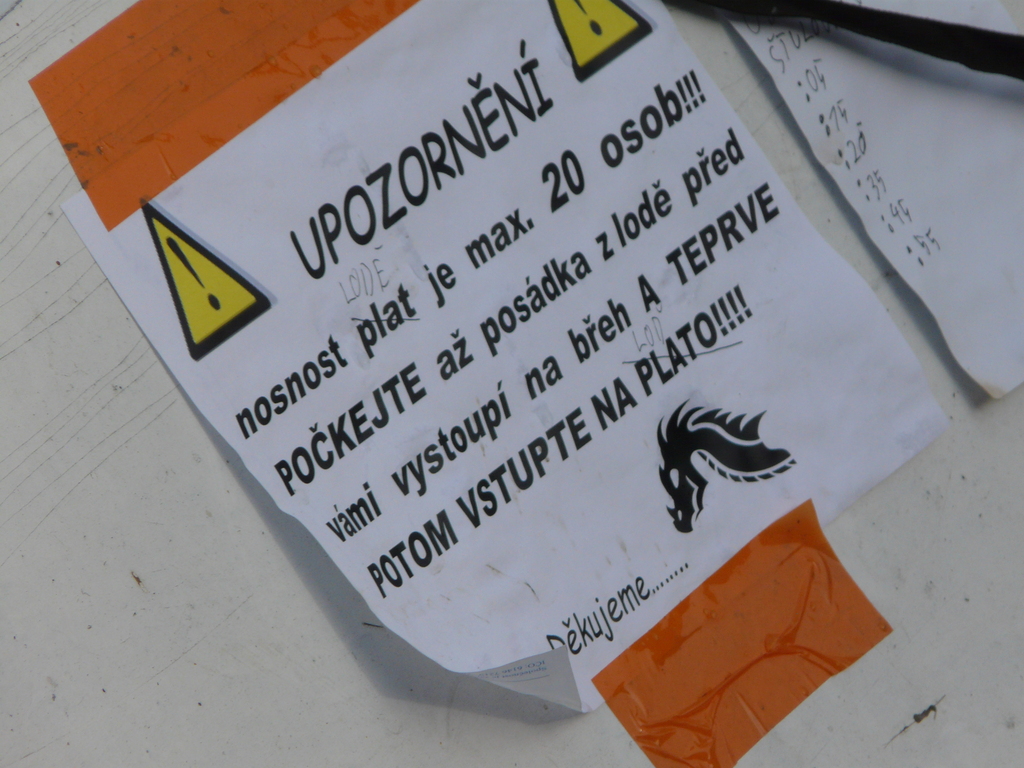 UPOZORNĚNÍ
LODĚ
nosnost plat je max. 20 osob!!!
POČKEJTE až posádka z lodě před
vámi vystoupí na břeh A TEPRVE
LOĎ
POTOM VSTUPTE NA PLATO!!!!
Děkujeme........
:05
:15
:35
:45
:55